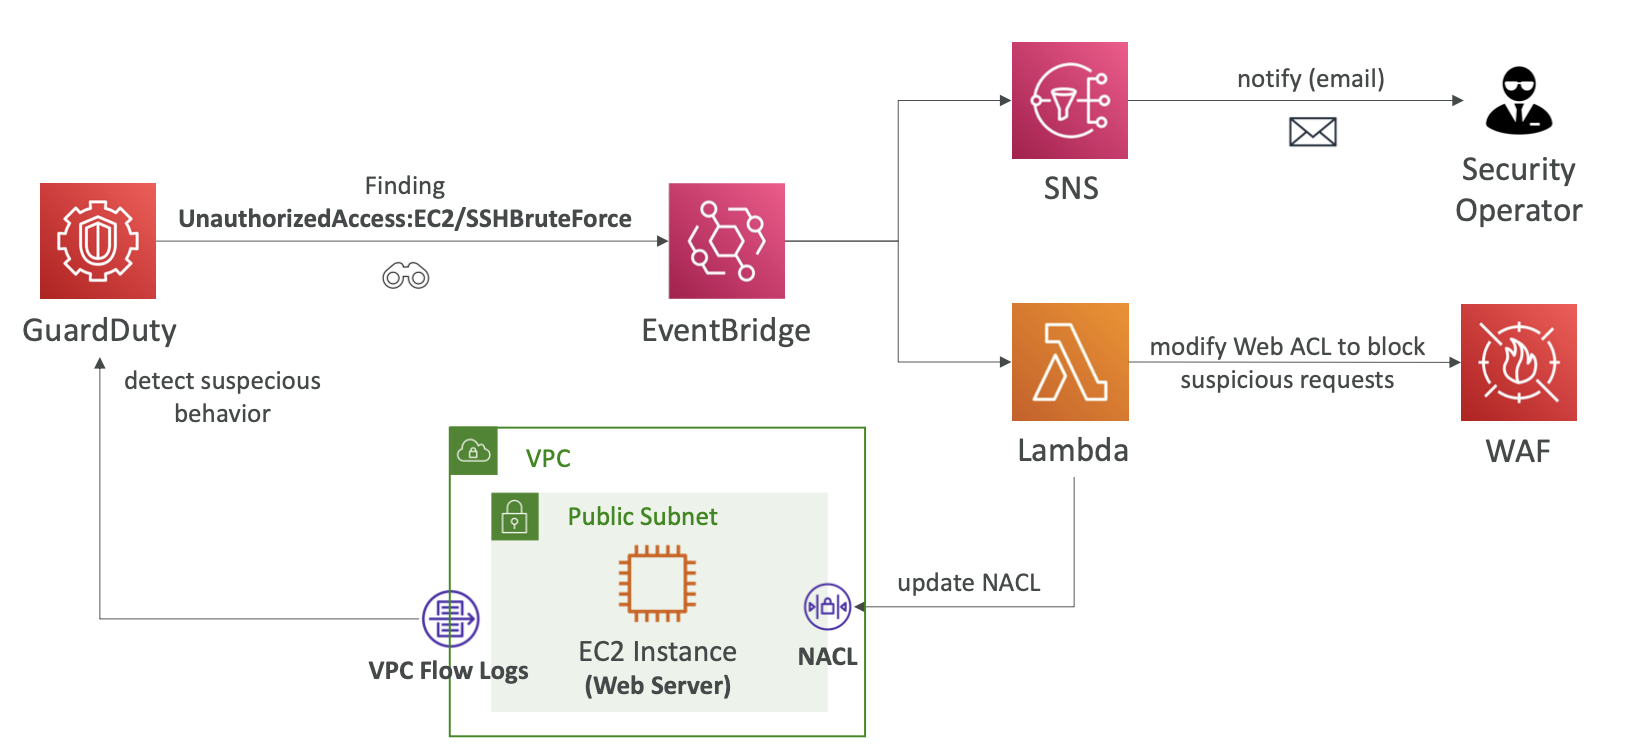 notify (email)
SNS
Security
Operator
Finding
UnauthorizedAccess:EC2/SSHBruteForce
GuardDuty
EventBridge
detect suspecious
behavior
modify Web ACL to block
suspicious requests
Lambda
WAF
VPC
Public Subnet
update NACL
EC2 Instance
(Web Server)
NACL
VPC Flow Logs